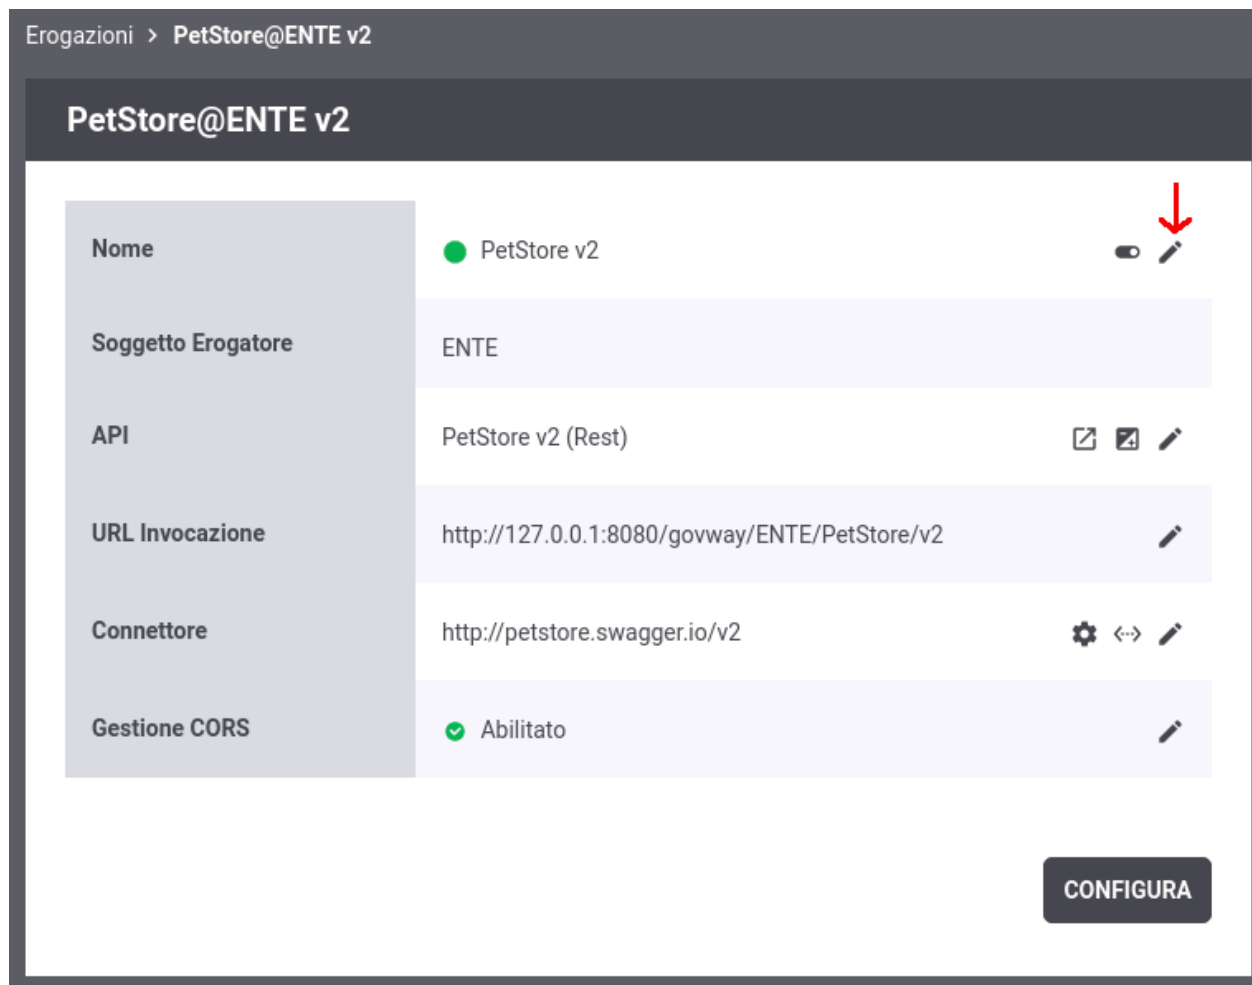 Erogazioni > PetStore@ENTE v2
PetStore@ENTE v2
Nome PetStore v2
Soggetto Erogatore ENTE
API PetStore v2 (Rest)
URL Invocazione http://127.0.0.1:8080/govway/ENTE/PetStore/v2
Connettore http://petstore.swagger.io/v2
Gestione CORS Abilitato
CONFIGURA